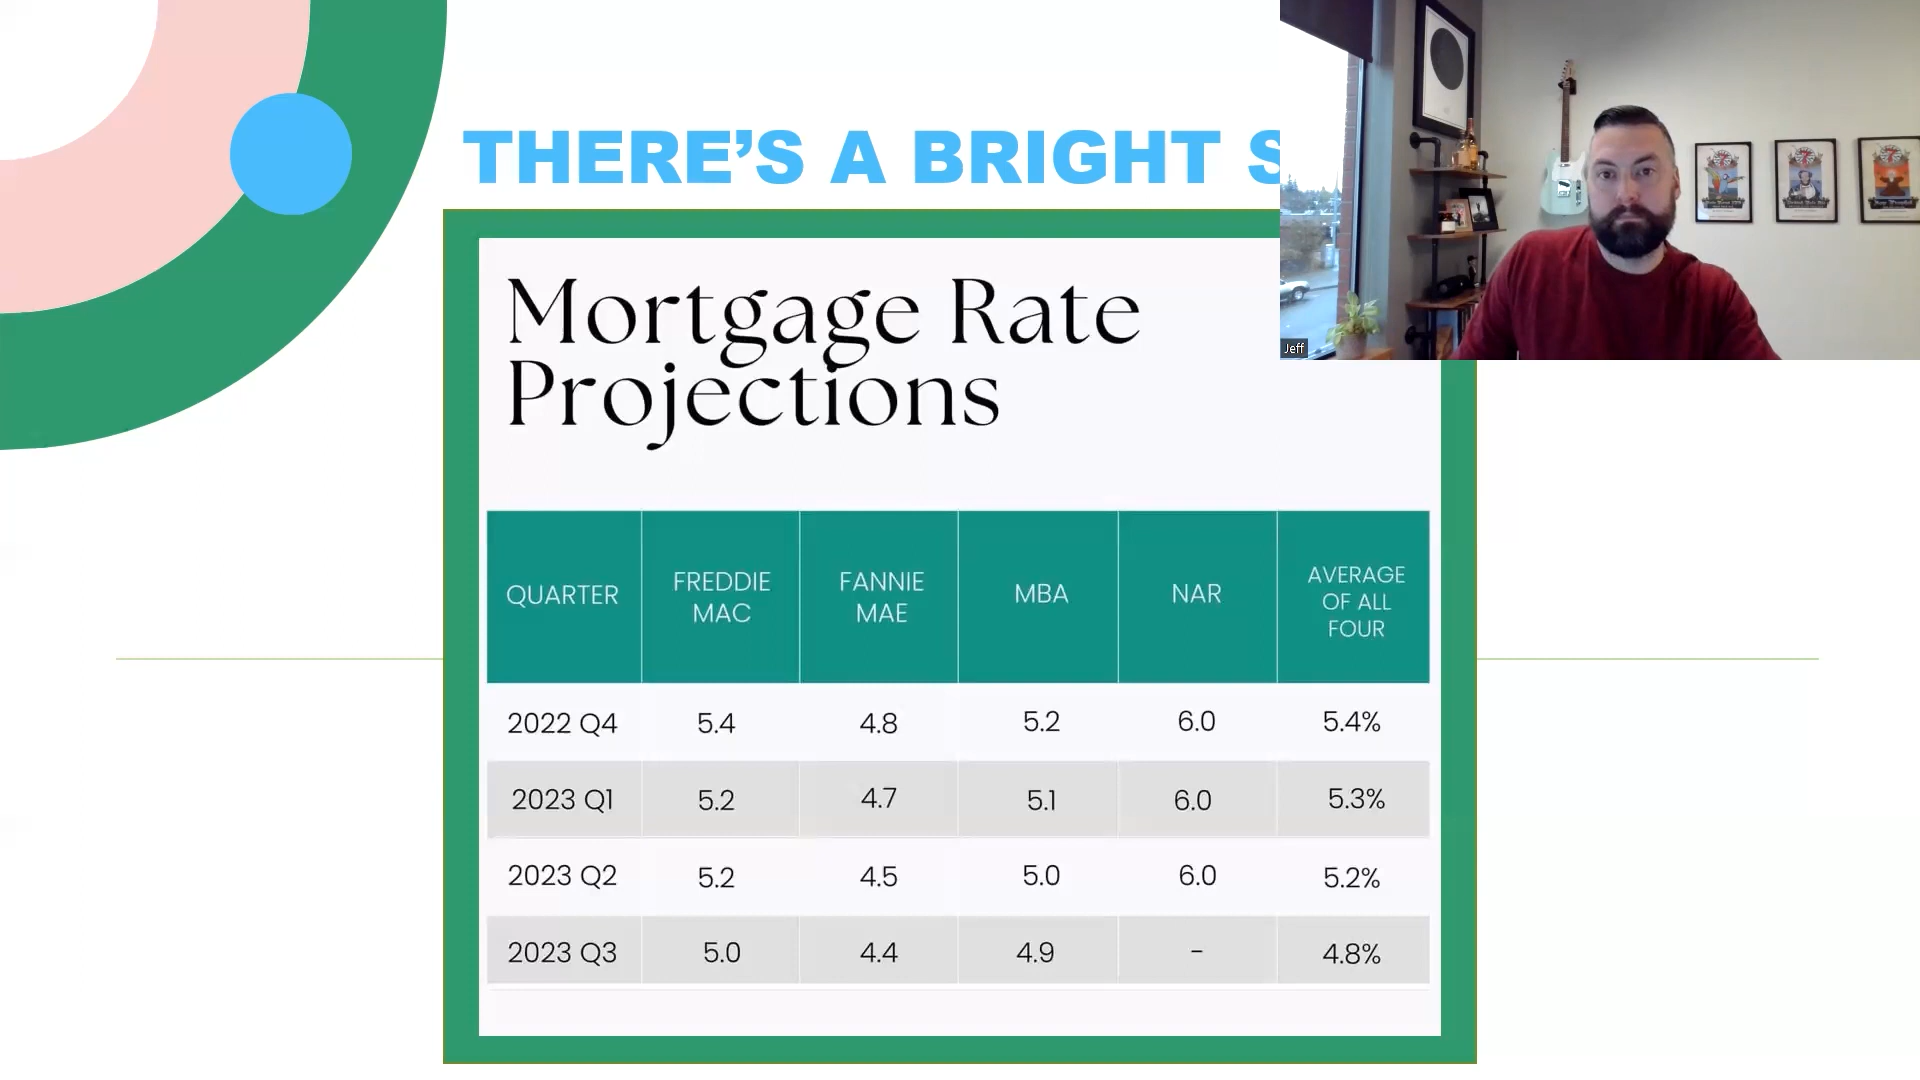 THERE’S A BRIGHT S
Jeff
Mortgage Rate
Projections
QUARTER FREDDIE MAC FANNIE MAE MBA NAR AVERAGE OF ALL FOUR
2022 Q4 5.4 4.8 5.2 6.0 5.4%
2023 Q1 5.2 4.7 5.1 6.0 5.3%
2023 Q2 5.2 4.5 5.0 6.0 5.2%
2023 Q3 5.0 4.4 4.9 - 4.8%